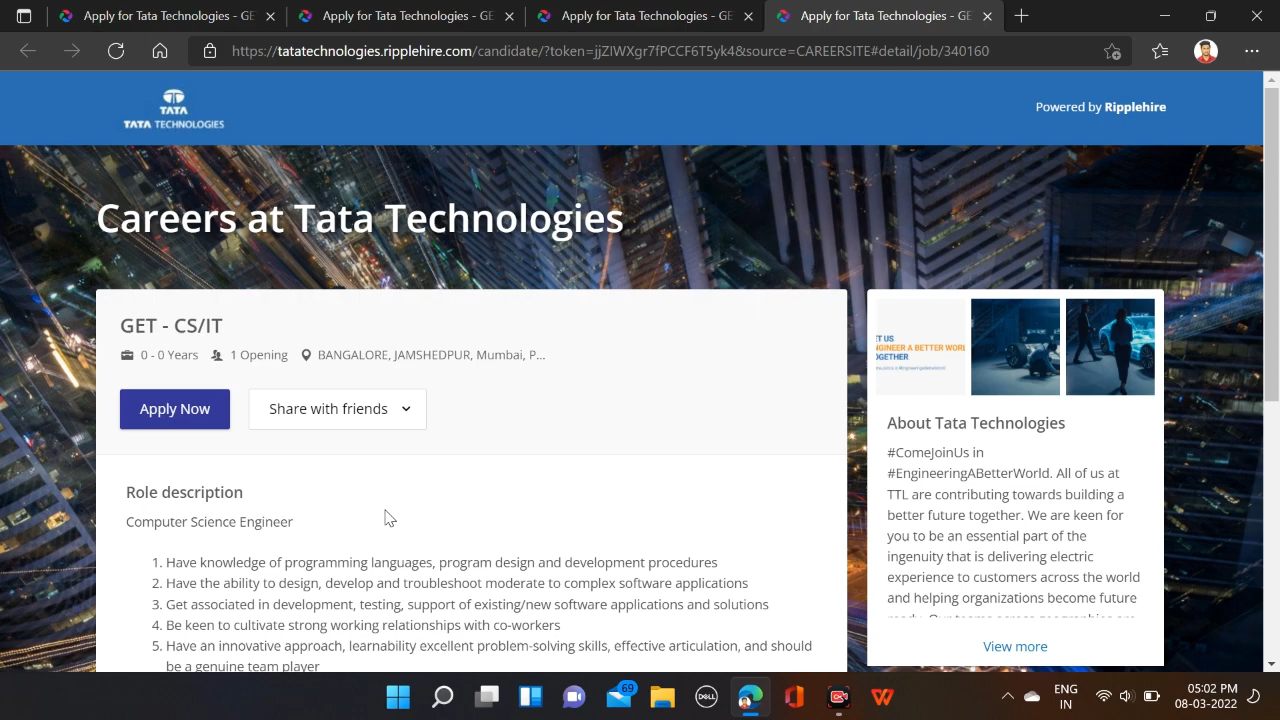 Apply for Tata Technologies - GET
Apply for Tata Technologies - GE
Apply for Tata Technologies - GE
Apply for Tata Technologies - GE
https://tatatechnologies.ripplehire.com/candidate/?token=jjZIWXgr7fPCCF6T5yk4&source=CAREERSITE#detail/job/340160
TATA
TATA TECHNOLOGIES
Powered by Ripplehire
Careers at Tata Technologies
GET - CS/IT
0 - 0 Years 1 Opening BANGALORE, JAMSHEDPUR, Mumbai, P...
Apply Now Share with friends
Role description
Computer Science Engineer
1. Have knowledge of programming languages, program design and development procedures
2. Have the ability to design, develop and troubleshoot moderate to complex software applications
3. Get associated in development, testing, support of existing/new software applications and solutions
4. Be keen to cultivate strong working relationships with co-workers
5. Have an innovative approach, learnability excellent problem-solving skills, effective articulation, and should
be a genuine team player
ET US
NGINEER A BETTER WORL
OGETHER
About Tata Technologies
#ComeJoinUs in
#EngineeringABetterWorld. All of us at
TTL are contributing towards building a
better future together. We are keen for
you to be an essential part of the
ingenuity that is delivering electric
experience to customers across the world
and helping organizations become future
View more
69
DELL
ENG
IN
05:02 PM
08-03-2022